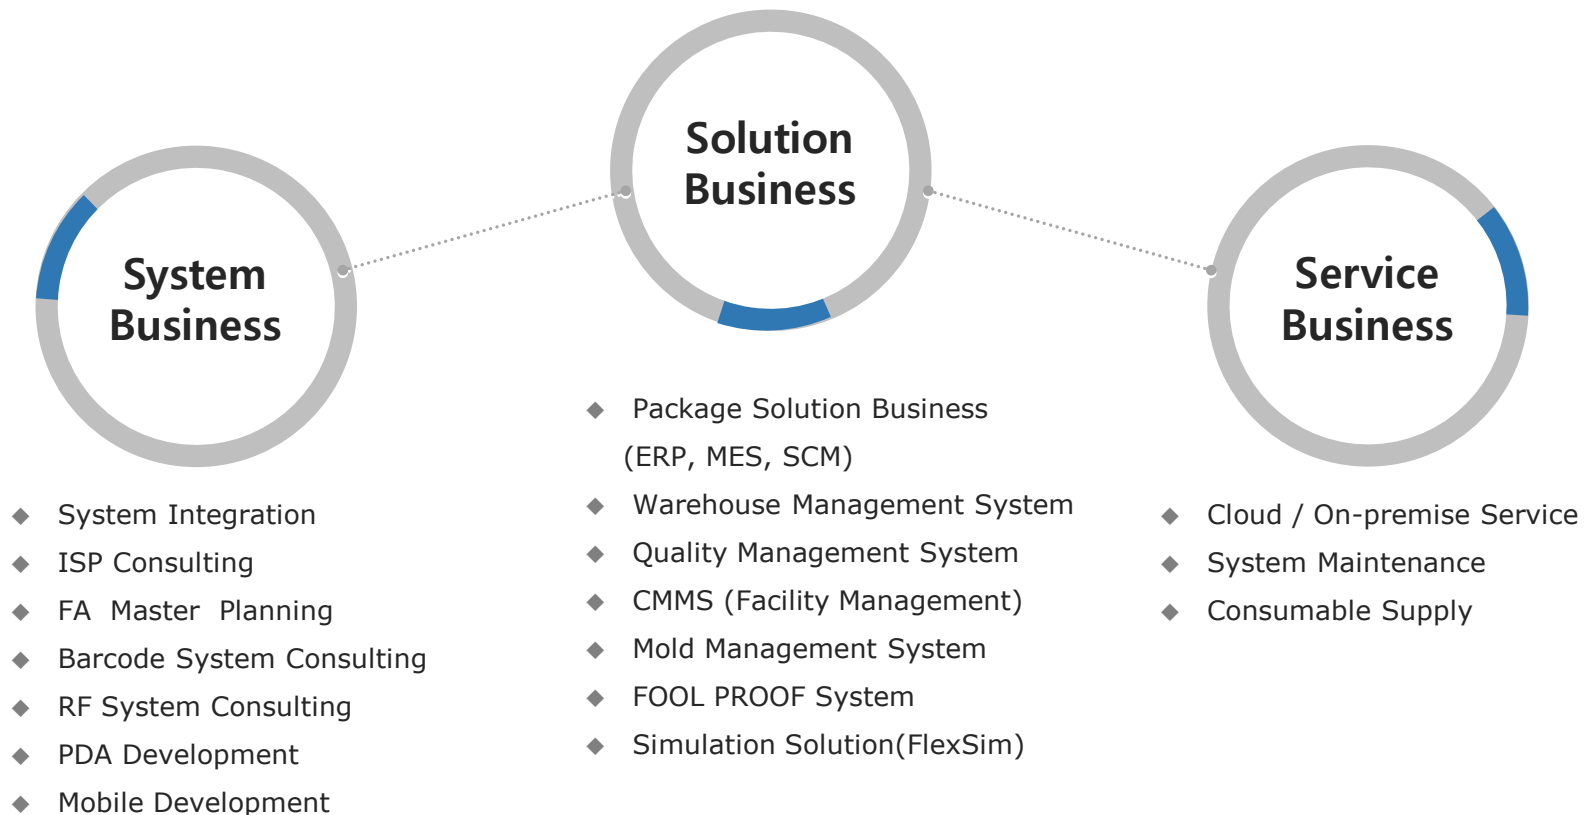 System
Business
System Integration
ISP Consulting
FA Master Planning
Barcode System Consulting
RF System Consulting
PDA Development
Mobile Development
Solution
Business
Package Solution Business
(ERP, MES, SCM)
Warehouse Management System
Quality Management System
CMMS (Facility Management)
Mold Management System
FOOL PROOF System
Simulation Solution(FlexSim)
Service
Business
Cloud / On-premise Service
System Maintenance
Consumable Supply